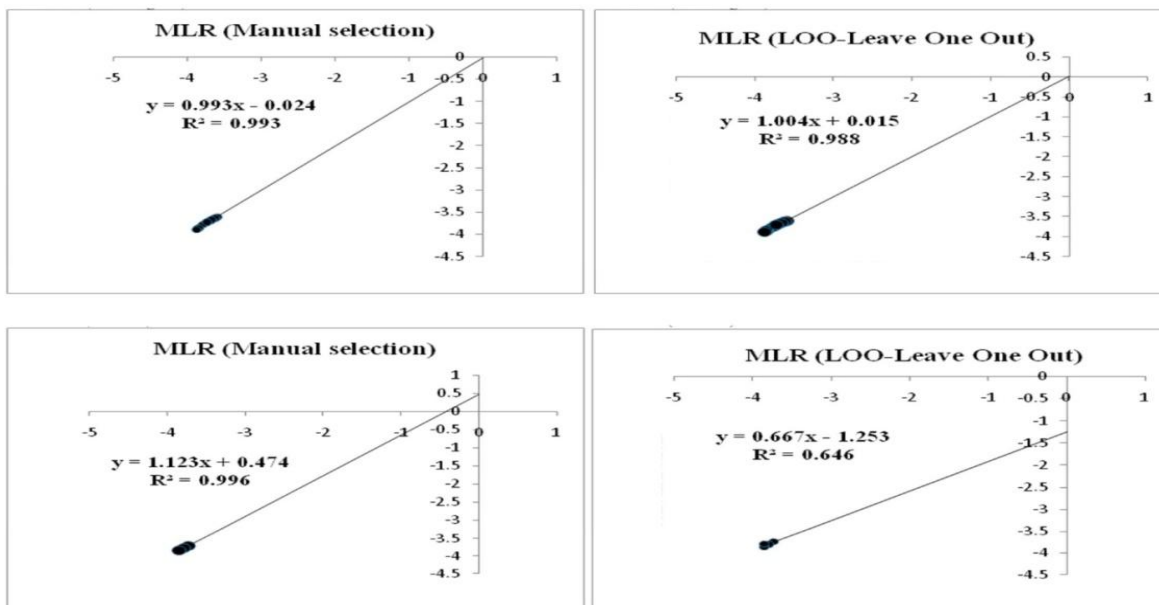 MLR (Manual selection)
0
-5 -4 -3 -2 -1 -0.5 0 1
-1
y = 0.993x - 0.024
R² = 0.993
-1.5
-2
-2.5
-3
-3.5
-4
-4.5
MLR (LOO-Leave One Out)
0.5
0
-5 -4 -3 -2 -1 -0.5 0 1
-1
y = 1.004x + 0.015
R² = 0.988
-1.5
-2
-2.5
-3
-3.5
-4
-4.5
MLR (Manual selection)
1
0.5
0
-5 -4 -3 -2 -1 -0.5 0 1
-1
y = 1.123x + 0.474
R² = 0.996
-1.5
-2
-2.5
-3
-3.5
-4
-4.5
MLR (LOO-Leave One Out)
0
-5 -4 -3 -2 -1 -0.5 0 1
-1
y = 0.667x - 1.253
R² = 0.646
-1.5
-2
-2.5
-3
-3.5
-4
-4.5